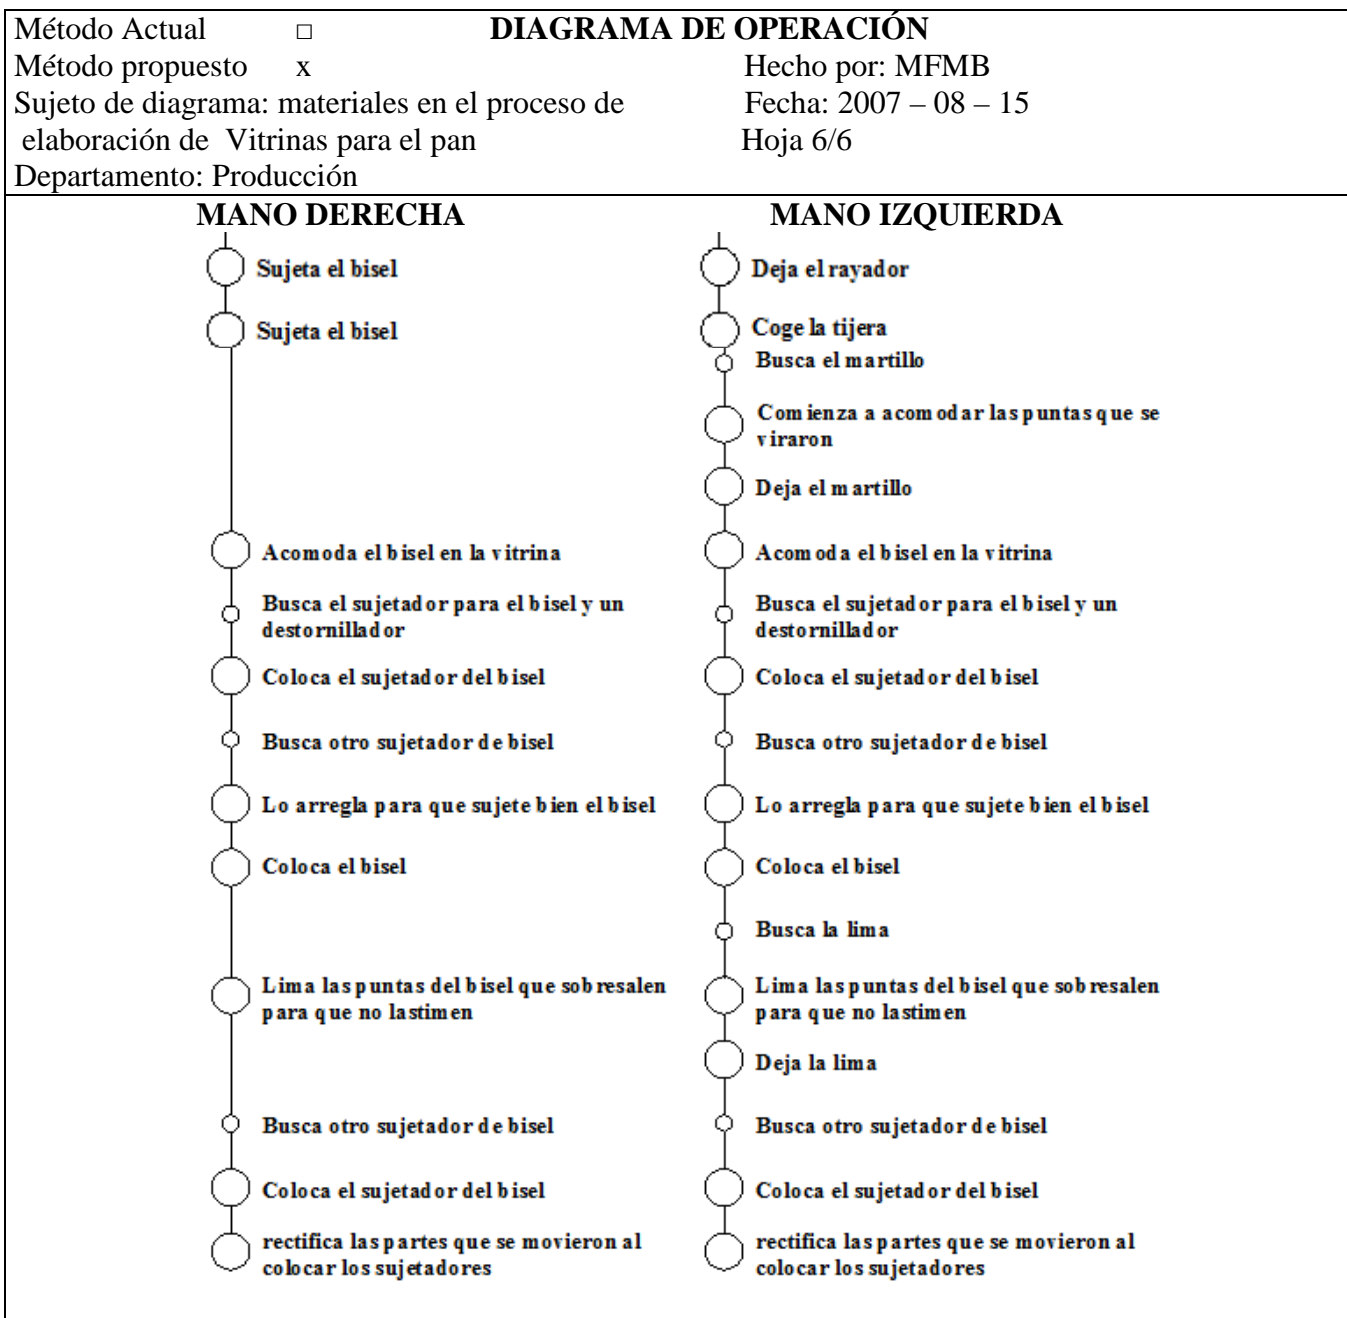 Método Actual □ DIAGRAMA DE OPERACIÓN
Método propuesto x Hecho por: MFMB
Sujeto de diagrama: materiales en el proceso de Fecha: 2007 – 08 – 15
elaboración de Vitrinas para el pan Hoja 6/6
Departamento: Producción
MANO DERECHA MANO IZQUIERDA
Sujeta el bisel Deja el rayador
Sujeta el bisel Coge la tijera
Busca el martillo
Comienza a acomodar las puntas que se
viraron
Deja el martillo
Acomoda el bisel en la vitrina Acomoda el bisel en la vitrina
Busca el sujetador para el bisel y un Busca el sujetador para el bisel y un
destornillador destornillador
Coloca el sujetador del bisel Coloca el sujetador del bisel
Busca otro sujetador de bisel Busca otro sujetador de bisel
Lo arregla para que sujete bien el bisel Lo arregla para que sujete bien el bisel
Coloca el bisel Coloca el bisel
Busca la lima
Lima las puntas del bisel que sobresalen Lima las puntas del bisel que sobresalen
para que no lastimen para que no lastimen
Deja la lima
Busca otro sujetador de bisel Busca otro sujetador de bisel
Coloca el sujetador del bisel Coloca el sujetador del bisel
rectifica las partes que se movieron al rectifica las partes que se movieron al
colocar los sujetadores colocar los sujetadores